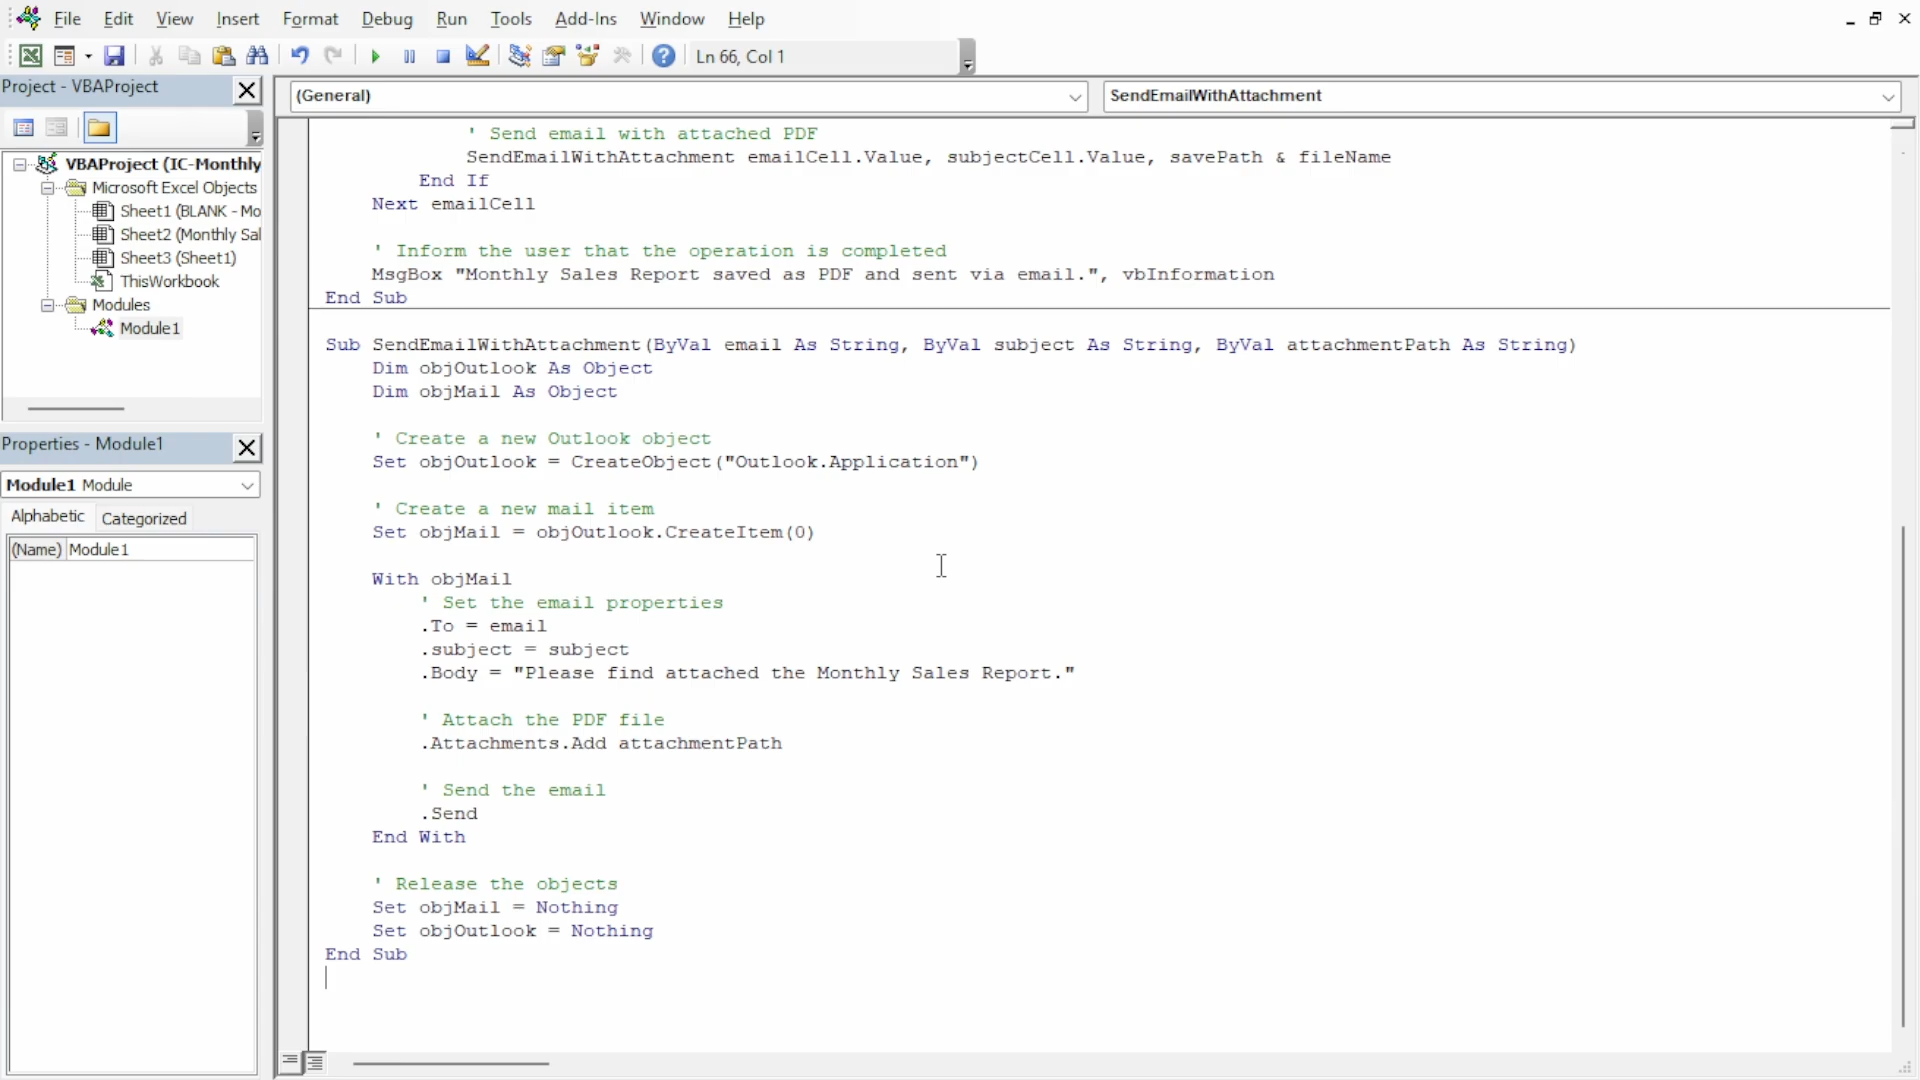 File Edit View Insert Format Debug Run Tools Add-Ins Window Help
Ln 66, Col 1
Project - VBAProject
(General)
SendEmailWithAttachment
VBAProject (IC-Monthly
Microsoft Excel Objects
Sheet1 (BLANK - Mo
Sheet2 (Monthly Sal
Sheet3 (Sheet1)
ThisWorkbook
Modules
Module1
Properties - Module1
Module1 Module
Alphabetic Categorized
(Name) Module1
' Send email with attached PDF
SendEmailWithAttachment emailCell.Value, subjectCell.Value, savePath & fileName
End If
Next emailCell
' Inform the user that the operation is completed
MsgBox "Monthly Sales Report saved as PDF and sent via email.", vbInformation
End Sub
Sub SendEmailWithAttachment(ByVal email As String, ByVal subject As String, ByVal attachmentPath As String)
Dim objOutlook As Object
Dim objMail As Object
' Create a new Outlook object
Set objOutlook = CreateObject("Outlook.Application")
' Create a new mail item
Set objMail = objOutlook.CreateItem(0)
With objMail
' Set the email properties
.To = email
.subject = subject
.Body = "Please find attached the Monthly Sales Report."
' Attach the PDF file
.Attachments.Add attachmentPath
' Send the email
.Send
End With
' Release the objects
Set objMail = Nothing
Set objOutlook = Nothing
End Sub